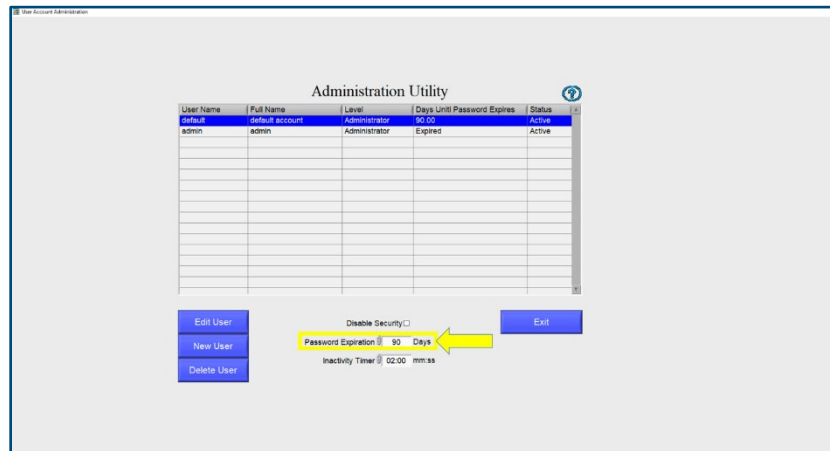 User Account Administration
Administration Utility
User Name Full Name Level Days Unitl Password Expires Status
default default account Administrator 90.00 Active
admin admin Administrator Expired Active
Edit User Disable Security Exit
New User Password Expiration 90 Days
Inactivity Timer 02:00 mm:ss
Delete User